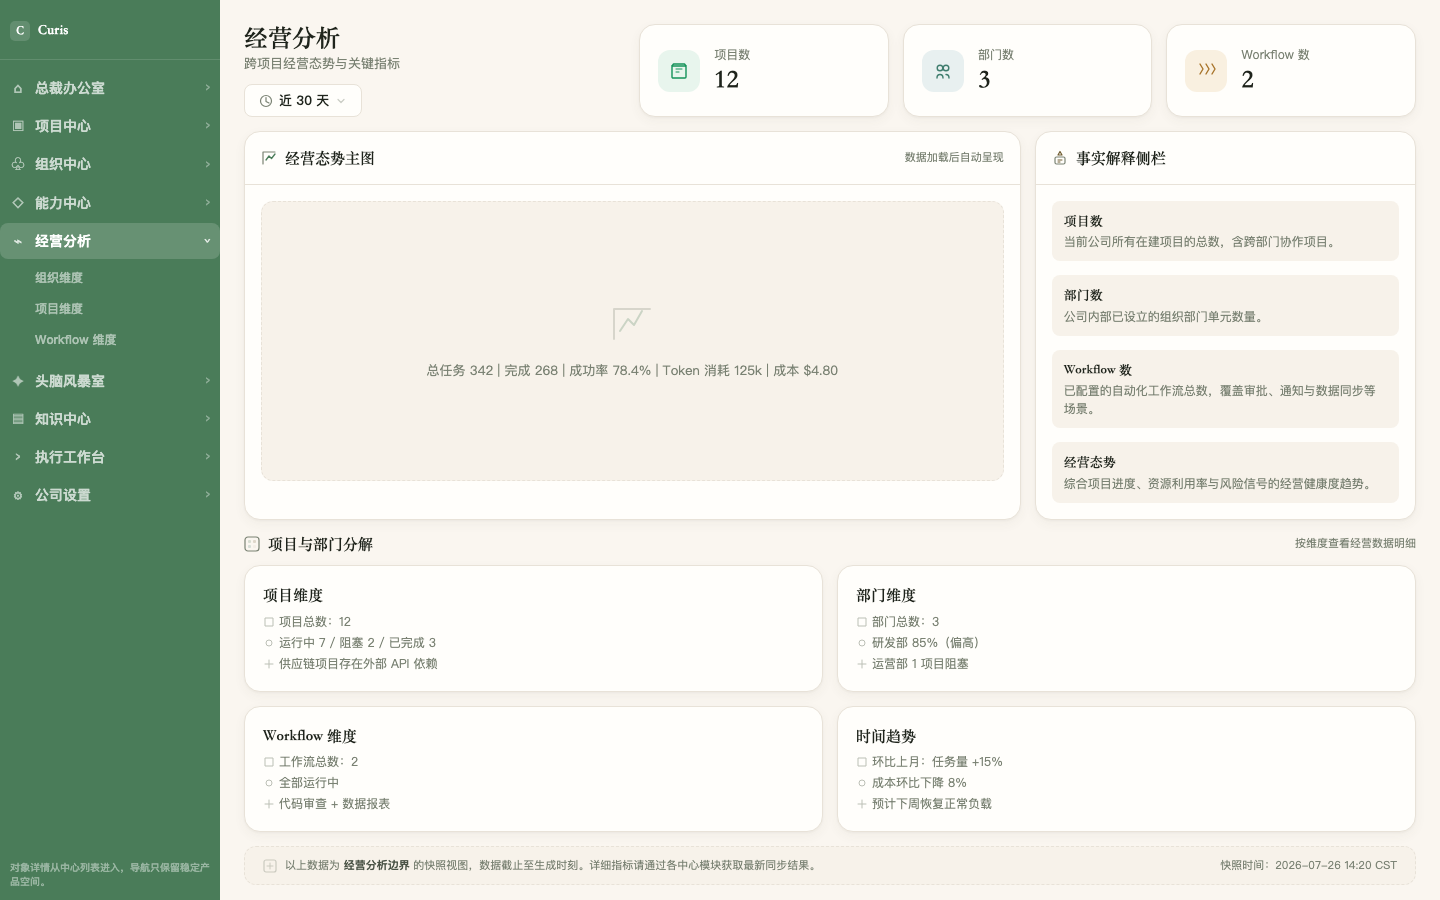 C Curis
总裁办公室
项目中心
组织中心
能力中心
经营分析
组织维度
项目维度
Workflow 维度
头脑风暴室
知识中心
执行工作台
公司设置
对象详情从中心列表进入，导航只保留稳定产
品空间。
经营分析
跨项目经营态势与关键指标
近 30 天
项目数
12
部门数
3
Workflow 数
2
经营态势主图
数据加载后自动呈现
总任务 342 | 完成 268 | 成功率 78.4% | Token 消耗 125k | 成本 $4.80
事实解释侧栏
项目数
当前公司所有在建项目的总数，含跨部门协作项目。
部门数
公司内部已设立的组织部门单元数量。
Workflow 数
已配置的自动化工作流总数，覆盖审批、通知与数据同步等
场景。
经营态势
综合项目进度、资源利用率与风险信号的经营健康度趋势。
项目与部门分解
按维度查看经营数据明细
项目维度
项目总数：12
运行中 7 / 阻塞 2 / 已完成 3
供应链项目存在外部 API 依赖
部门维度
部门总数：3
研发部 85%（偏高）
运营部 1 项目阻塞
Workflow 维度
工作流总数：2
全部运行中
代码审查 + 数据报表
时间趋势
环比上月：任务量 +15%
成本环比下降 8%
预计下周恢复正常负载
以上数据为 经营分析边界 的快照视图，数据截止至生成时刻。详细指标请通过各中心模块获取最新同步结果。
快照时间：2026-07-26 14:20 CST